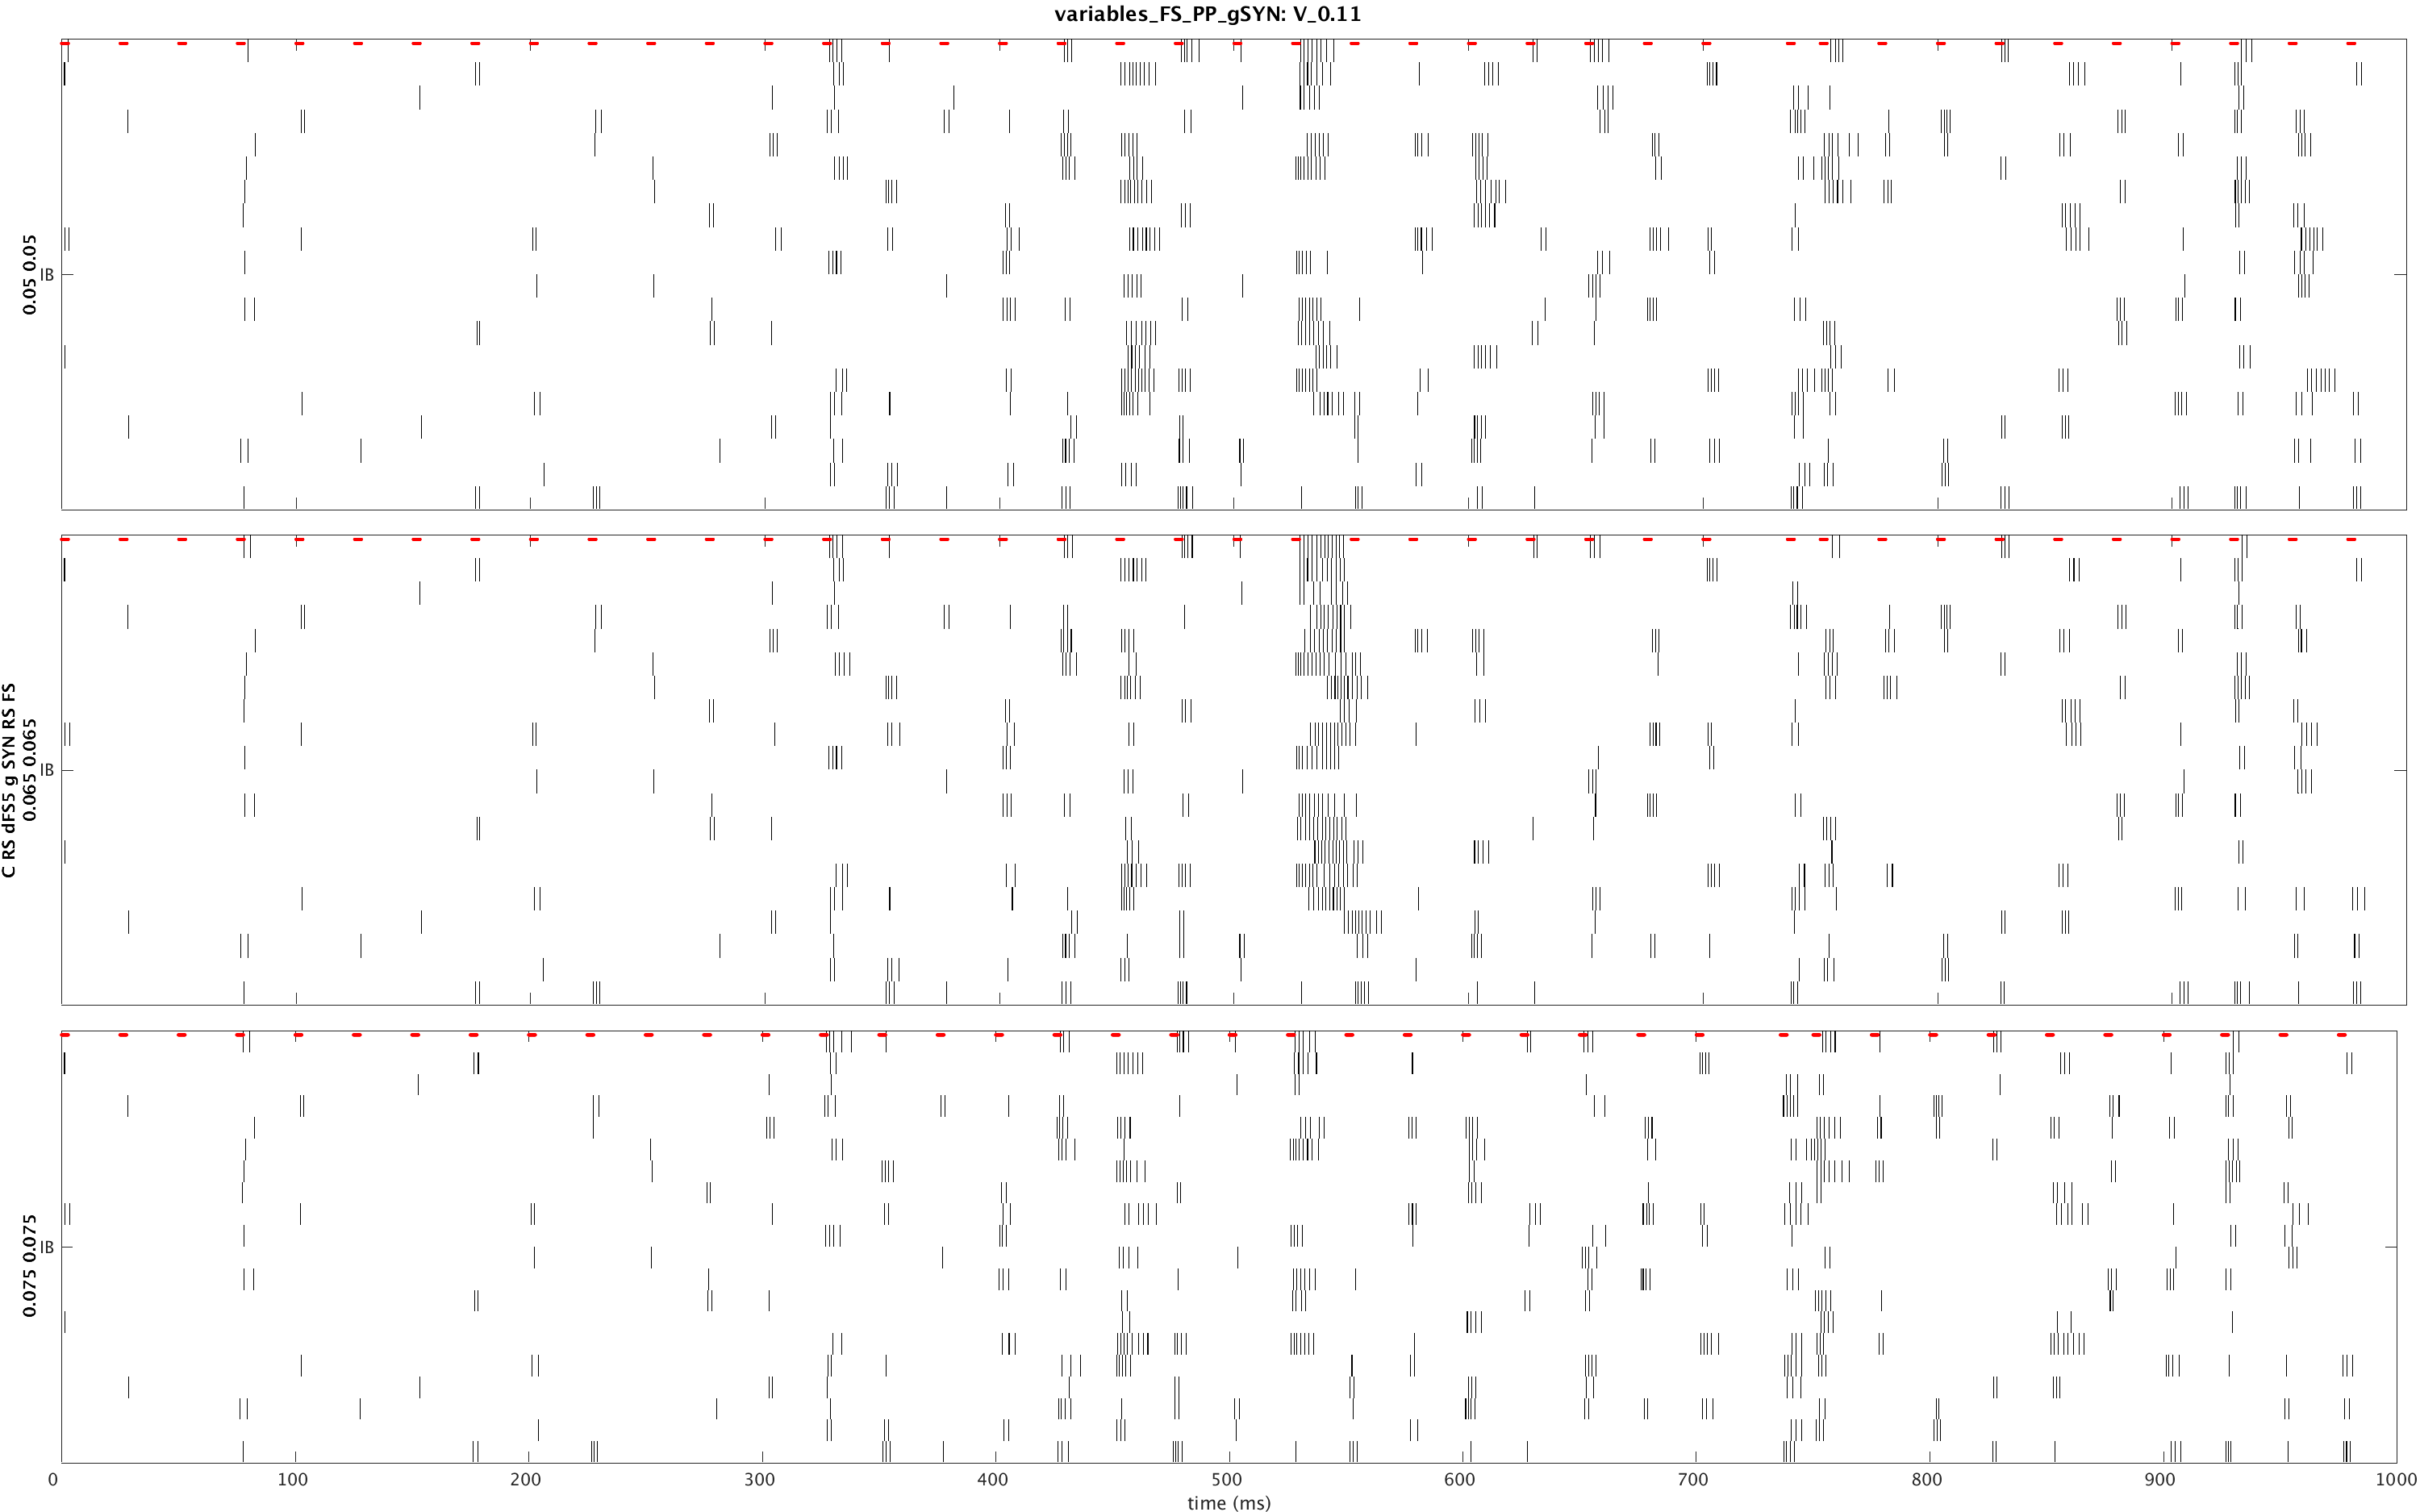 variables_FS_PP_gSYN: V_0.11
C RS dFS5 g SYN RS FS
0.05 0.05
IB
0.065 0.065
IB
0.075 0.075
IB
0 100 200 300 400 500 600 700 800 900 1000
time (ms)